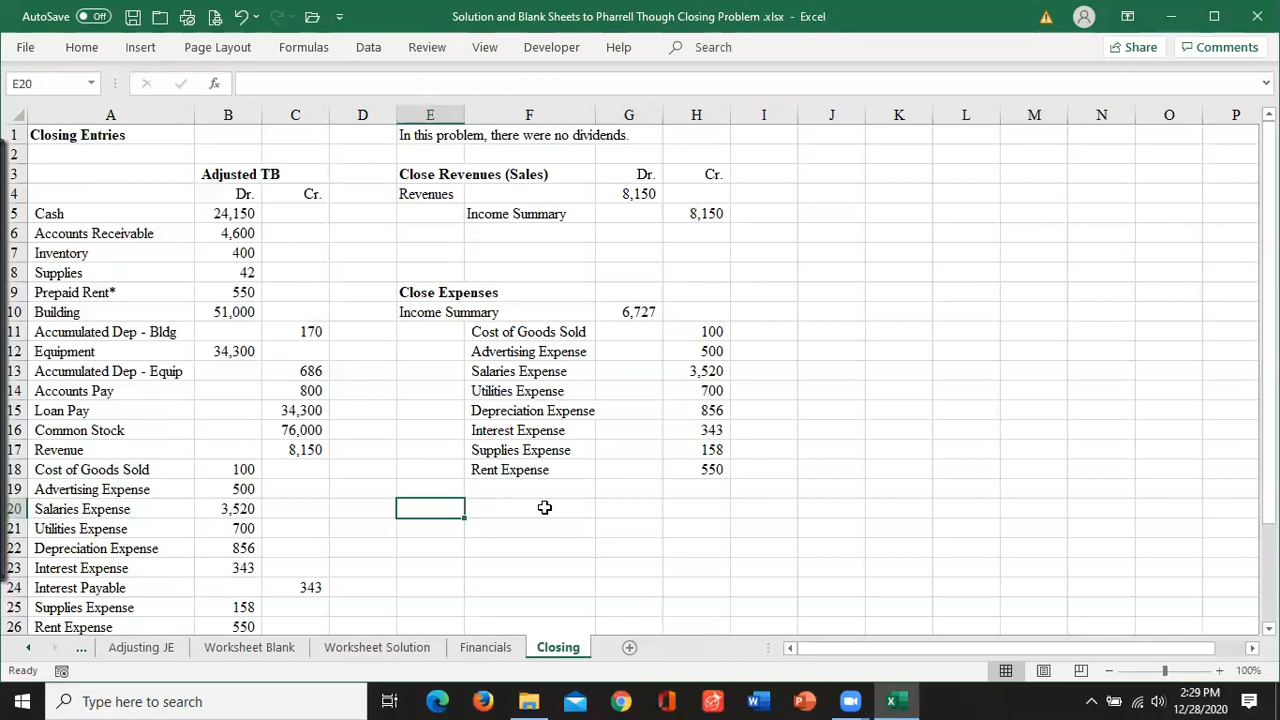 AutoSave Off Solution and Blank Sheets to Pharrell Though Closing Problem .xlsx - Excel
File Home Insert Page Layout Formulas Data Review View Developer Help Search Share Comments
E20 fx
A B C D E F G H I J K L M N O P
1 Closing Entries In this problem, there were no dividends.
2
3 Adjusted TB Close Revenues (Sales) Dr. Cr.
4 Dr. Cr. Revenues 8,150
5 Cash 24,150 Income Summary 8,150
6 Accounts Receivable 4,600
7 Inventory 400
8 Supplies 42
9 Prepaid Rent* 550 Close Expenses
10 Building 51,000 Income Summary 6,727
11 Accumulated Dep - Bldg 170 Cost of Goods Sold 100
12 Equipment 34,300 Advertising Expense 500
13 Accumulated Dep - Equip 686 Salaries Expense 3,520
14 Accounts Pay 800 Utilities Expense 700
15 Loan Pay 34,300 Depreciation Expense 856
16 Common Stock 76,000 Interest Expense 343
17 Revenue 8,150 Supplies Expense 158
18 Cost of Goods Sold 100 Rent Expense 550
19 Advertising Expense 500
20 Salaries Expense 3,520
21 Utilities Expense 700
22 Depreciation Expense 856
23 Interest Expense 343
24 Interest Payable 343
25 Supplies Expense 158
26 Rent Expense 550
... Adjusting JE Worksheet Blank Worksheet Solution Financials Closing
Ready 100%
Type here to search 2:29 PM
12/28/2020